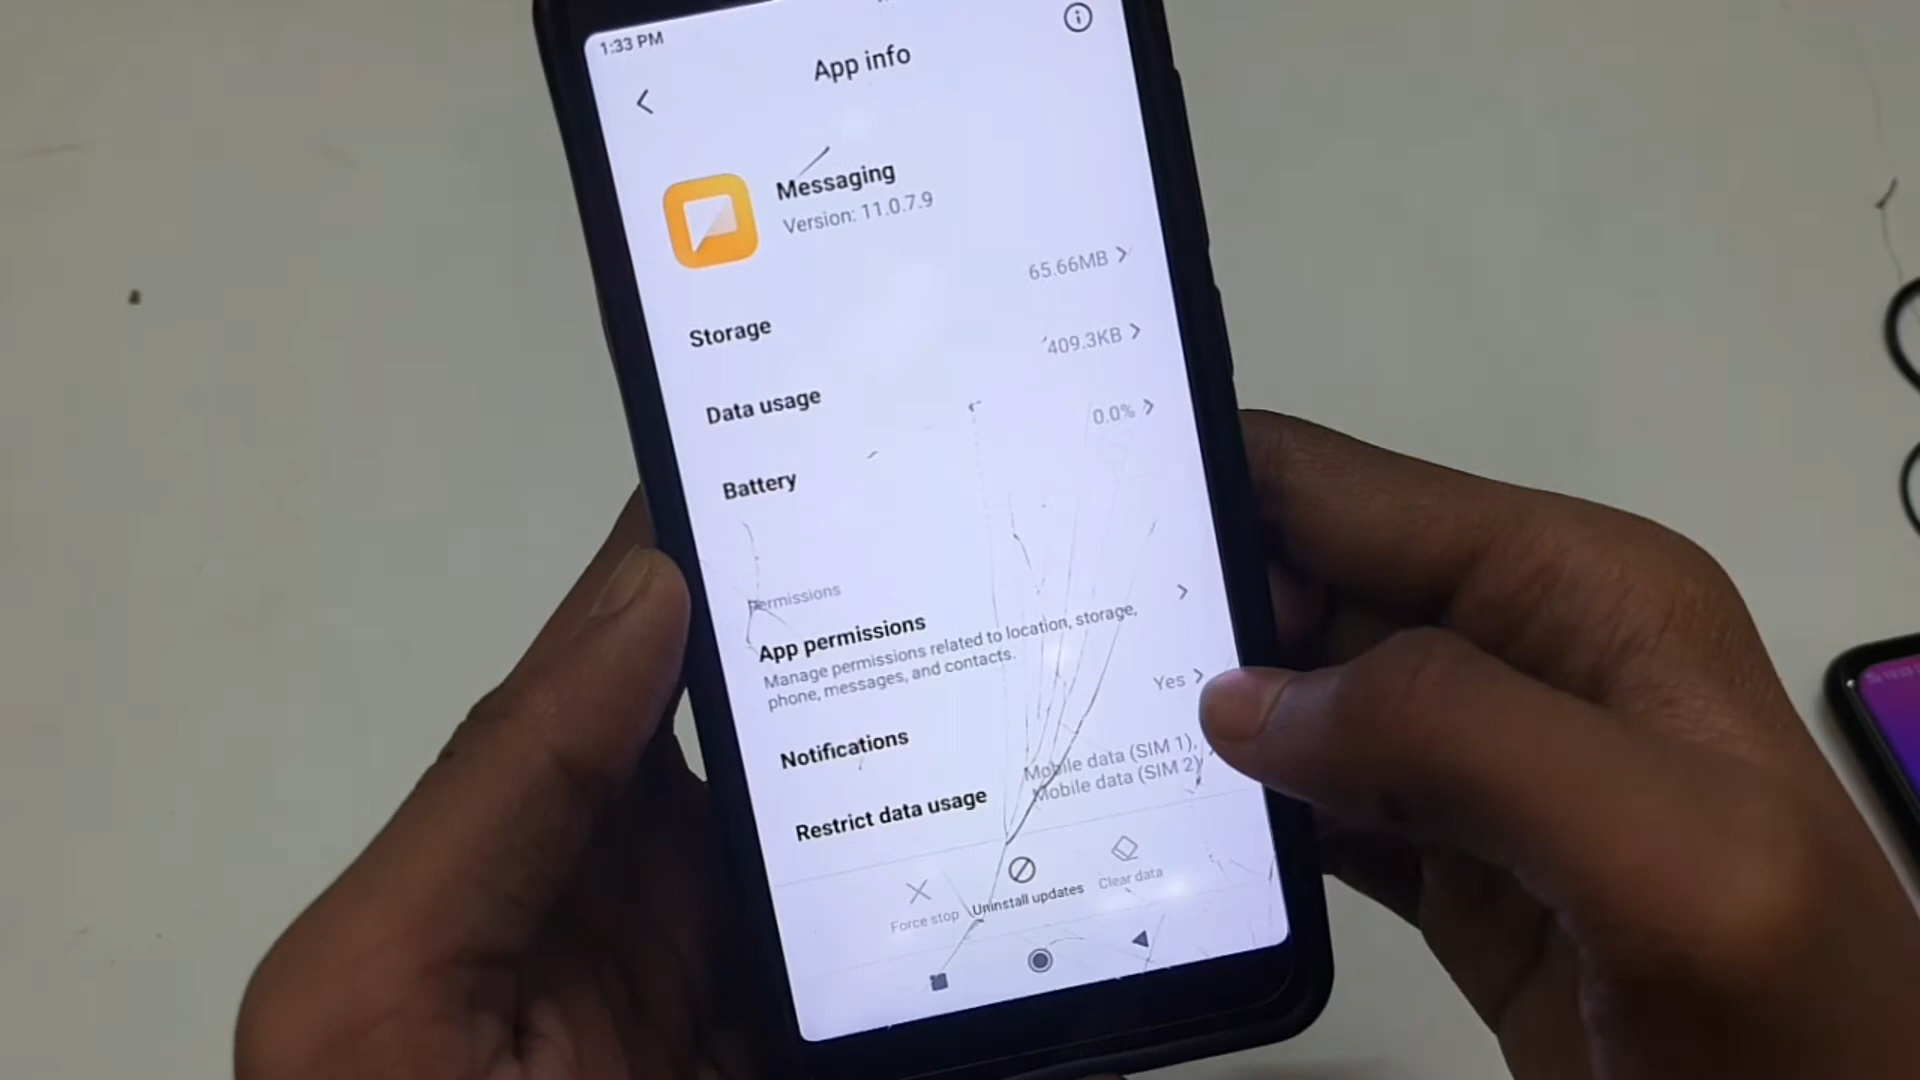 1:33 PM
App info
Messaging
Version: 11.0.7.9
Storage
65.66MB
Data usage
409.3KB
Battery
0.0%
Permissions
App permissions
Manage permissions related to location, storage,
phone, messages, and contacts.
Notifications
Yes
Restrict data usage
Mobile data (SIM 1),
Mobile data (SIM 2)
Force stop
Uninstall updates
Clear data